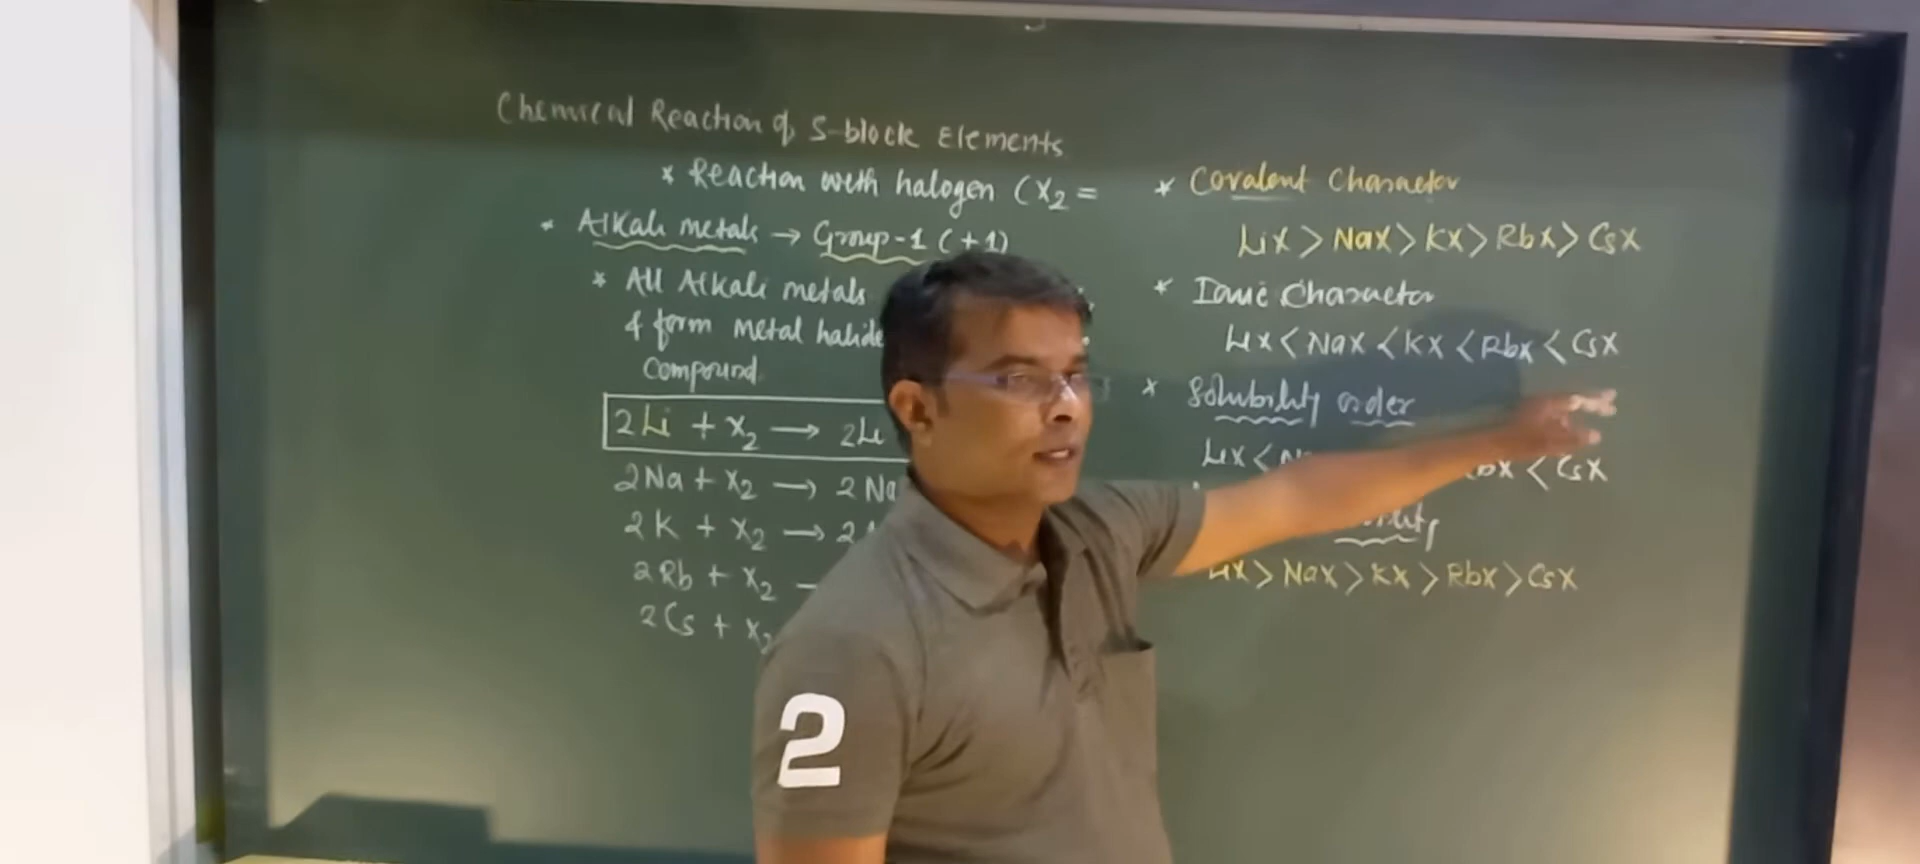 Chemical Reaction of S-block Elements
* Reaction with halogen (X2 =
* Alkali metals → Group-1 (+1)
* All Alkali metals
& form metal halide
Compound
2Li + X2 → 2Li
2Na + X2 → 2Na
2K + X2 → 2
2Rb + X2
2Cs + X2
* Covalent Character
LiX > NaX > KX > RbX > CsX
* Ionic Character
LiX < NaX < KX < RbX < CsX
* Solubility order
LiX < N bX < CsX
LiX > NaX > KX > RbX > CsX
2